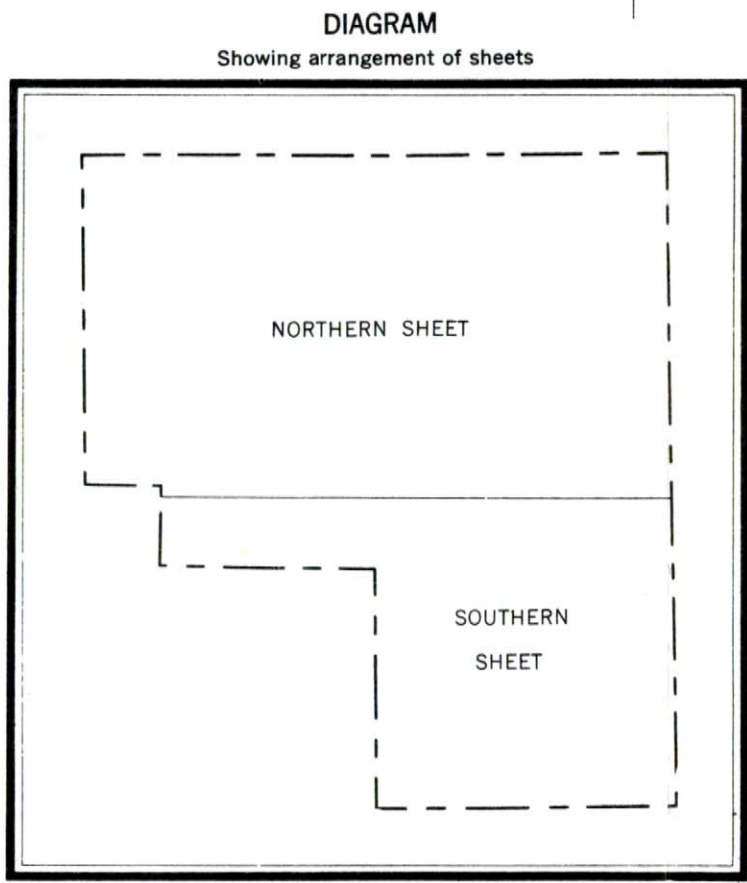 DIAGRAM
Showing arrangement of sheets
NORTHERN SHEET
SOUTHERN
SHEET